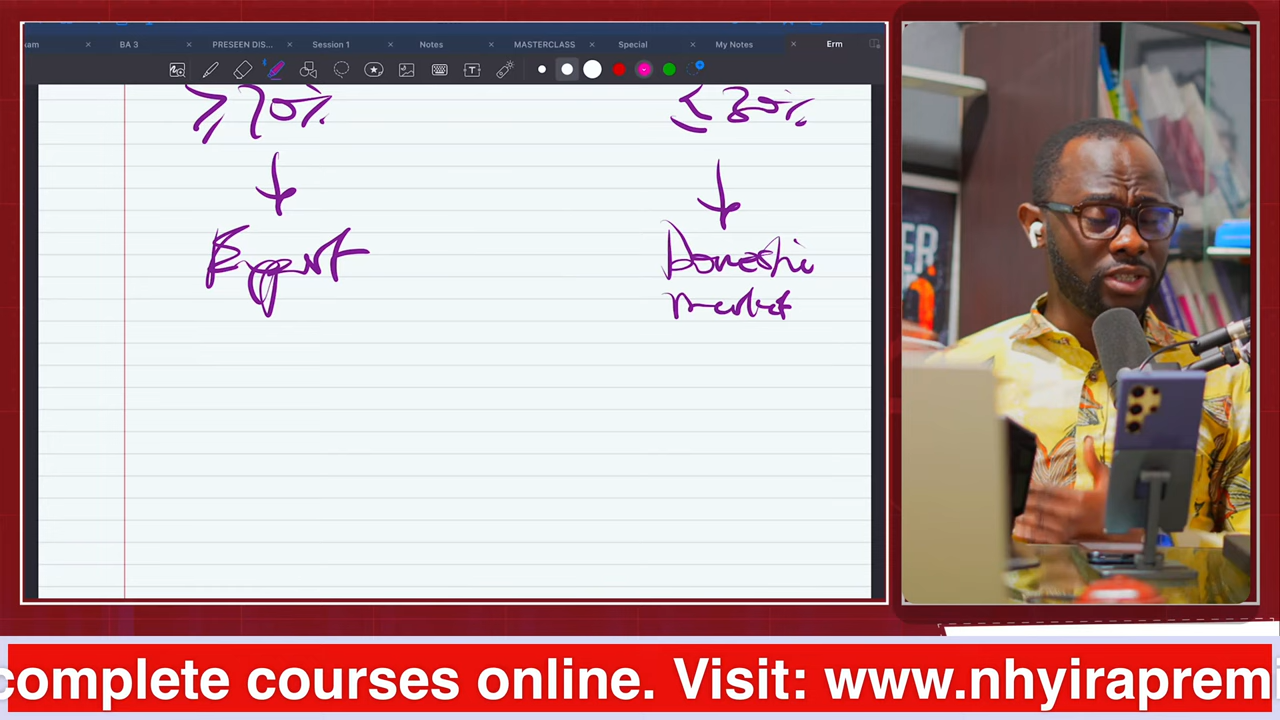 am
BA 3
PRESEEN DIS...
Session 1
Notes
MASTERCLASS
Special
My Notes
Erm
≥70% ≤30%
Export Domestic
market
ER
complete courses online. Visit: www.nhyiraprem